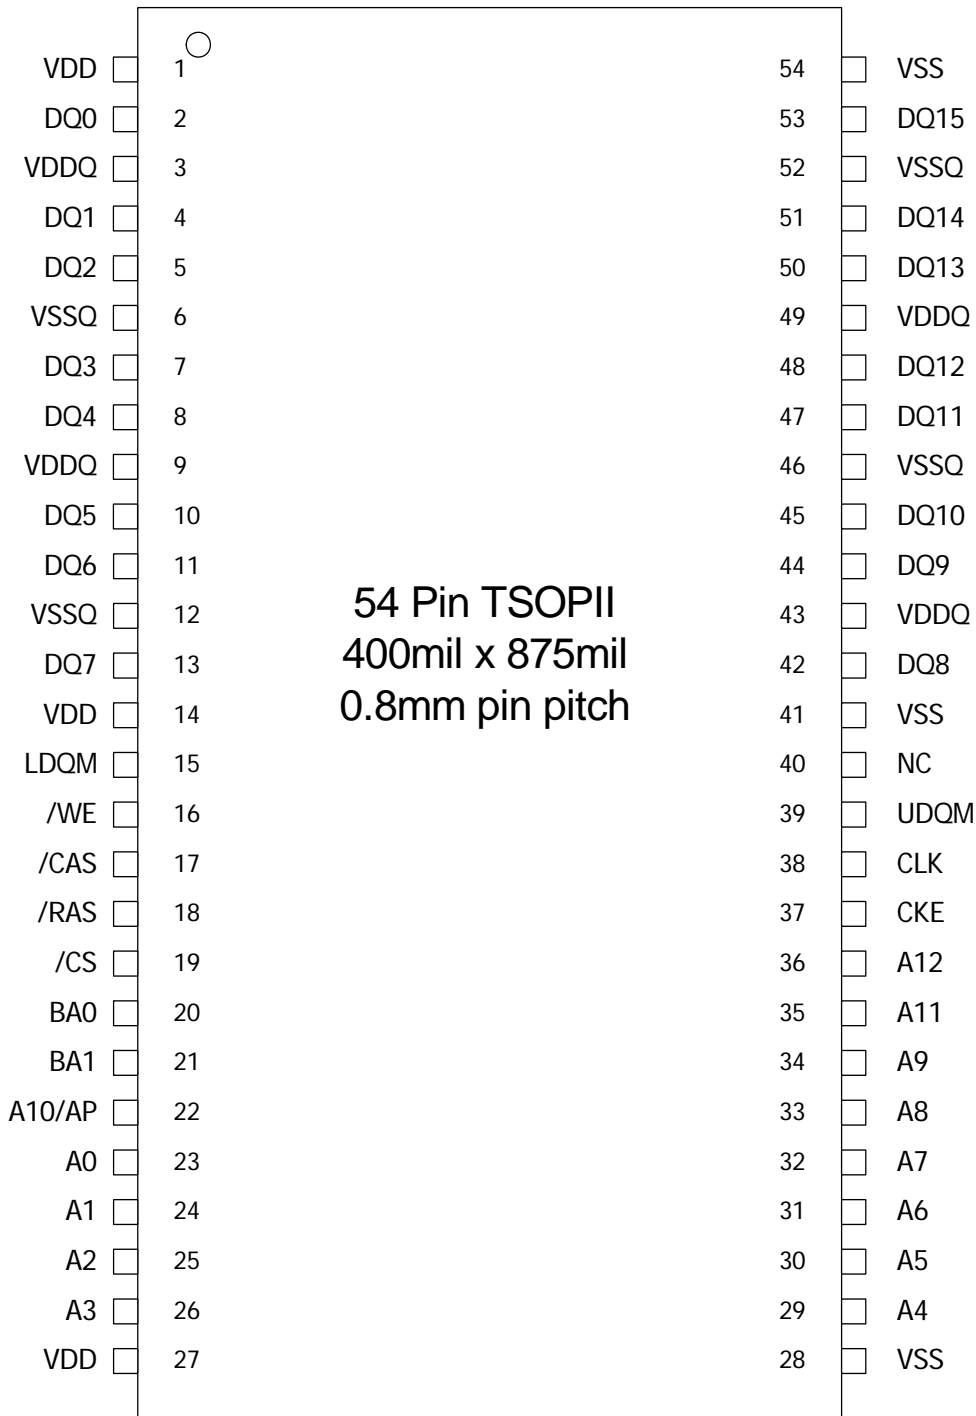 VDD 1 54 VSS
DQ0 2 53 DQ15
VDDQ 3 52 VSSQ
DQ1 4 51 DQ14
DQ2 5 50 DQ13
VSSQ 6 49 VDDQ
DQ3 7 48 DQ12
DQ4 8 47 DQ11
VDDQ 9 46 VSSQ
DQ5 10 45 DQ10
DQ6 11 44 DQ9
54 Pin TSOPII
VSSQ 12 43 VDDQ
400mil x 875mil
DQ7 13 42 DQ8
0.8mm pin pitch
VDD 14 41 VSS
LDQM 15 40 NC
/WE 16 39 UDQM
/CAS 17 38 CLK
/RAS 18 37 CKE
/CS 19 36 A12
BA0 20 35 A11
BA1 21 34 A9
A10/AP 22 33 A8
A0 23 32 A7
A1 24 31 A6
A2 25 30 A5
A3 26 29 A4
VDD 27 28 VSS